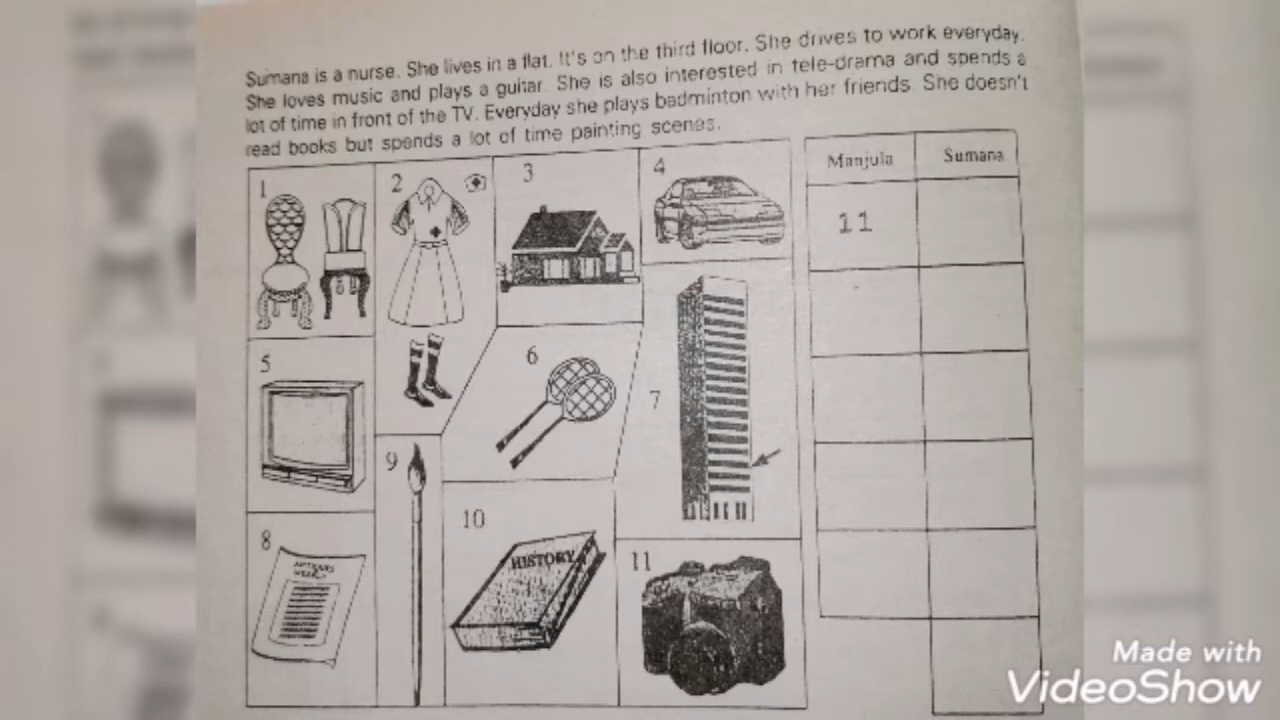 Sumana is a nurse. She lives in a flat. It's on the third floor. She drives to work everyday.
She loves music and plays a guitar. She is also interested in tele-drama and spends a
lot of time in front of the TV. Everyday she plays badminton with her friends. She doesn't
read books but spends a lot of time painting scenes.
Manjula Sumana
11
1
2
3
4
5
6
7
8
9
10
HISTORY
11
Made with
VideoShow